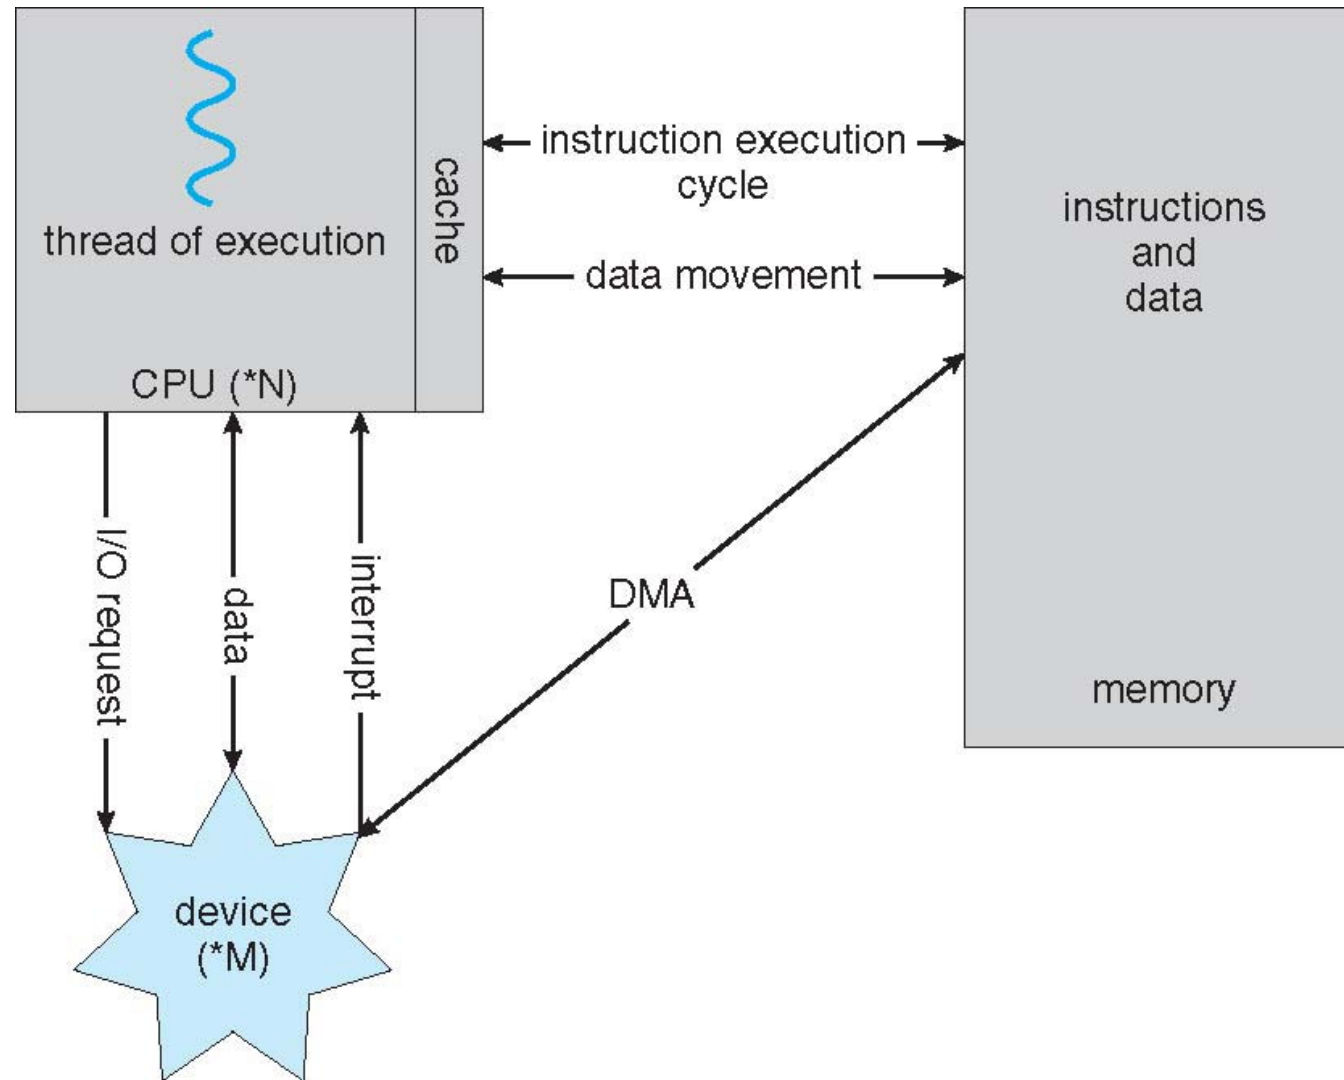 thread of execution
cache
CPU (*N)
instruction execution
cycle
data movement
instructions
and
data
memory
I/O request
data
interrupt
DMA
device
(*M)